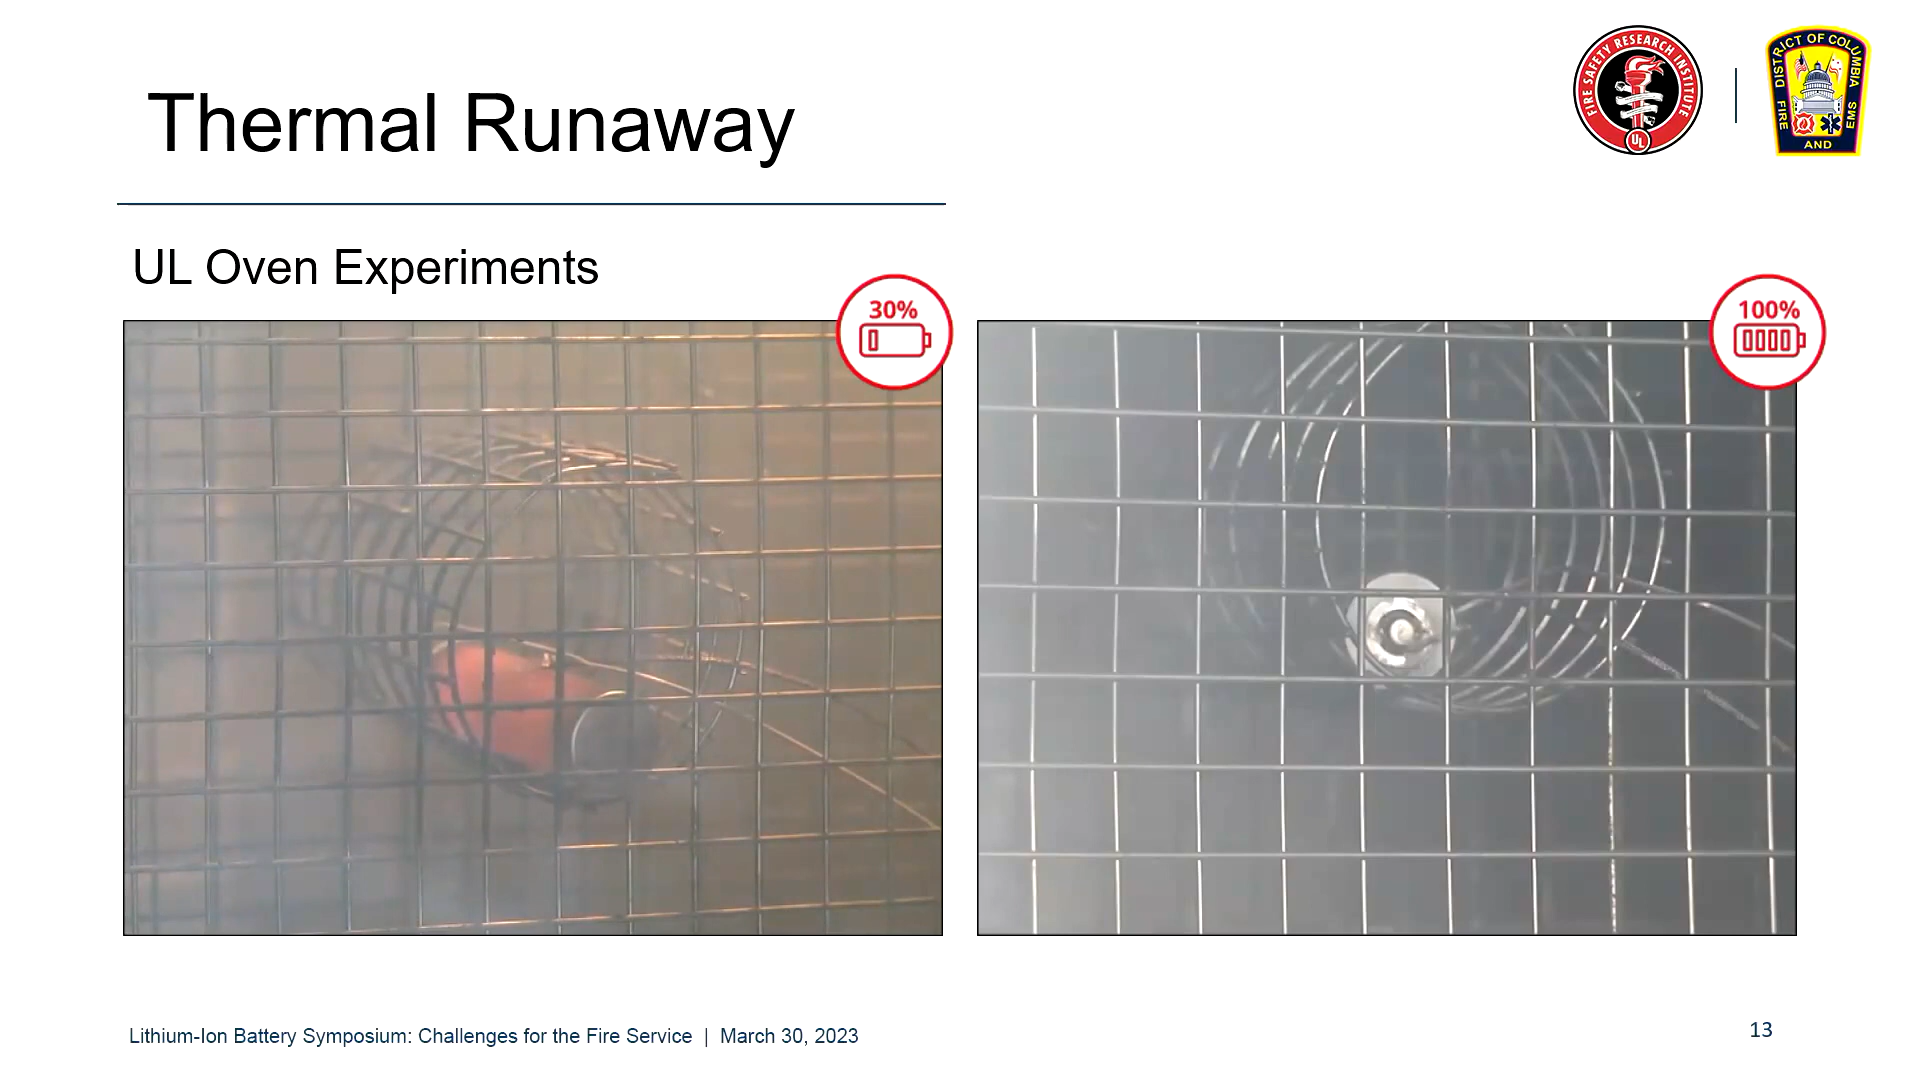 Thermal Runaway
FIRE SAFETY RESEARCH INSTITUTE
UL
DISTRICT OF COLUMBIA
FIRE
EMS
AND
UL Oven Experiments
30%
100%
Lithium-Ion Battery Symposium: Challenges for the Fire Service | March 30, 2023
13